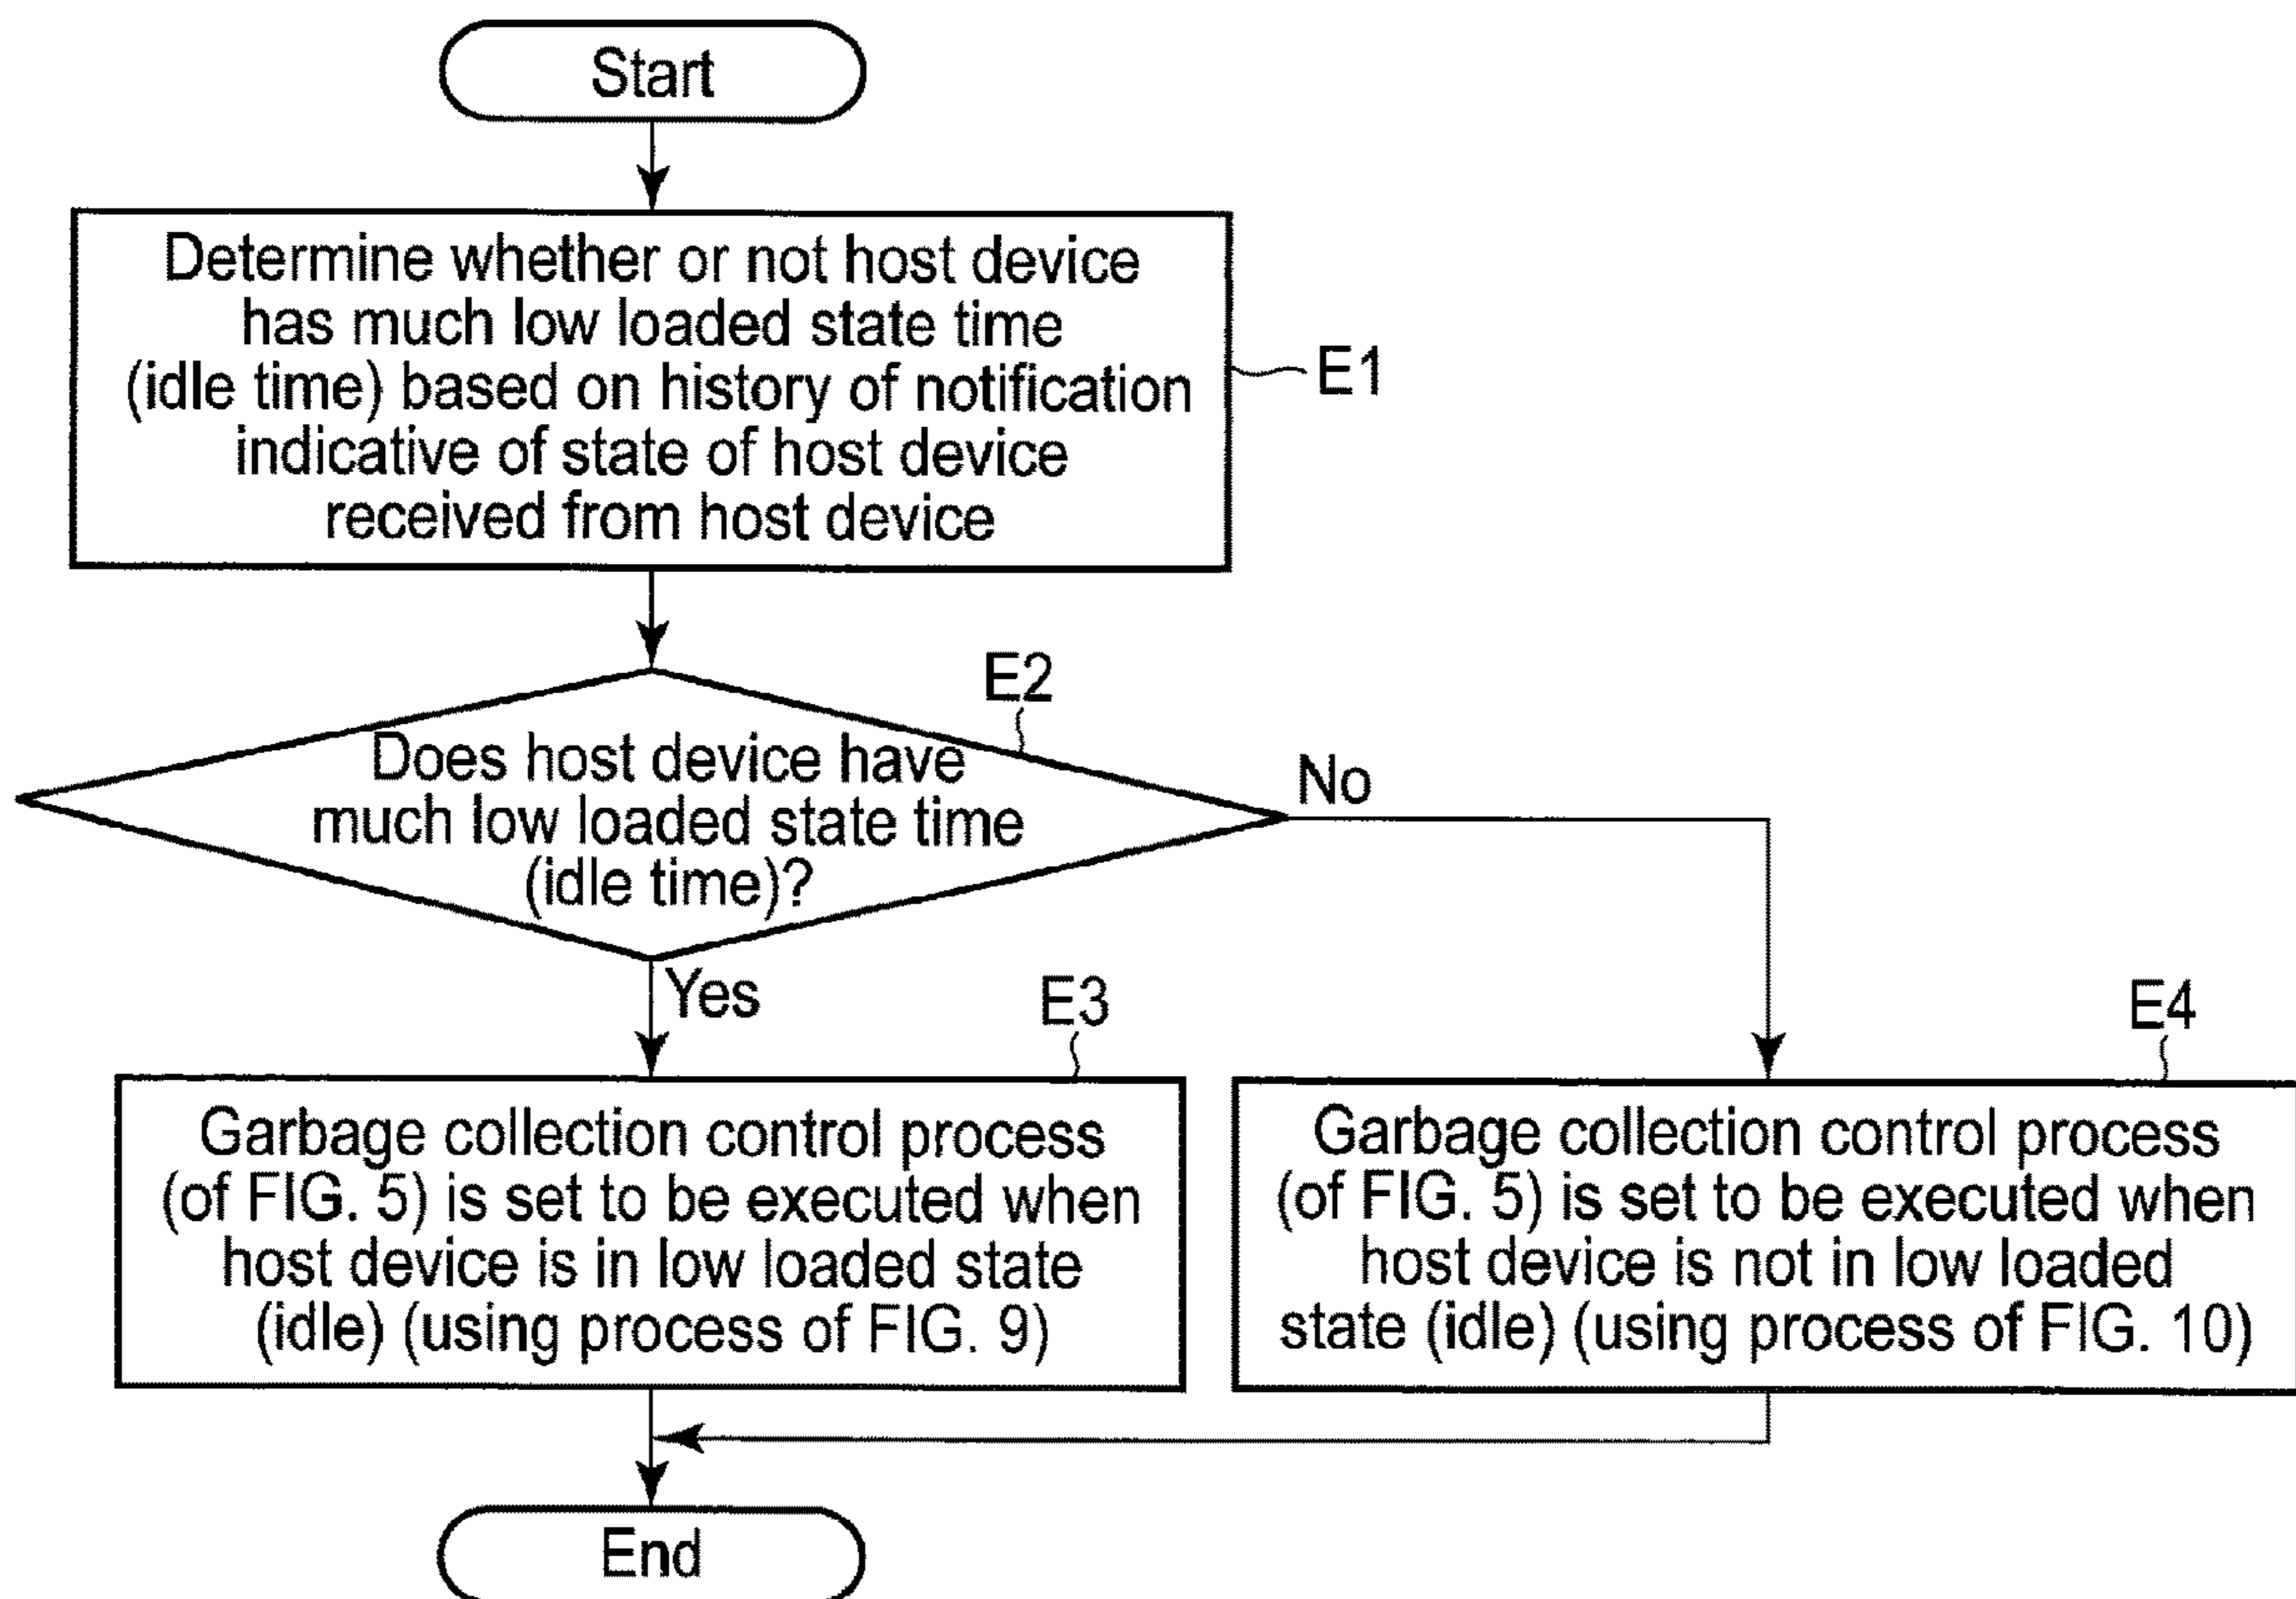 Start
Determine whether or not host device
has much low loaded state time
(idle time) based on history of notification
indicative of state of host device
received from host device
E1
E2
Does host device have
much low loaded state time
(idle time)?
No
Yes
E3
Garbage collection control process
(of FIG. 5) is set to be executed when
host device is in low loaded state
(idle) (using process of FIG. 9)
E4
Garbage collection control process
(of FIG. 5) is set to be executed when
host device is not in low loaded
state (idle) (using process of FIG. 10)
End